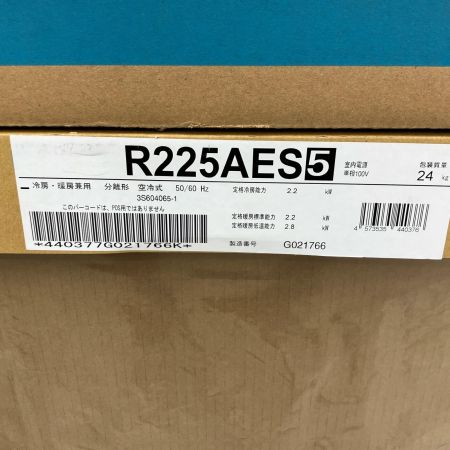 R225AES5
室内電源
単相100V
包装質量
24 kg
冷房・暖房兼用 分離形 空冷式 50/60 Hz
3S604065-1
このバーコードは、POS用ではありません
*440377G021766K*
定格冷房能力 2.2 kW
定格暖房標準能力 2.2 kW
定格暖房低温能力 2.8 kW
製造番号 G021766
4 573535 440376